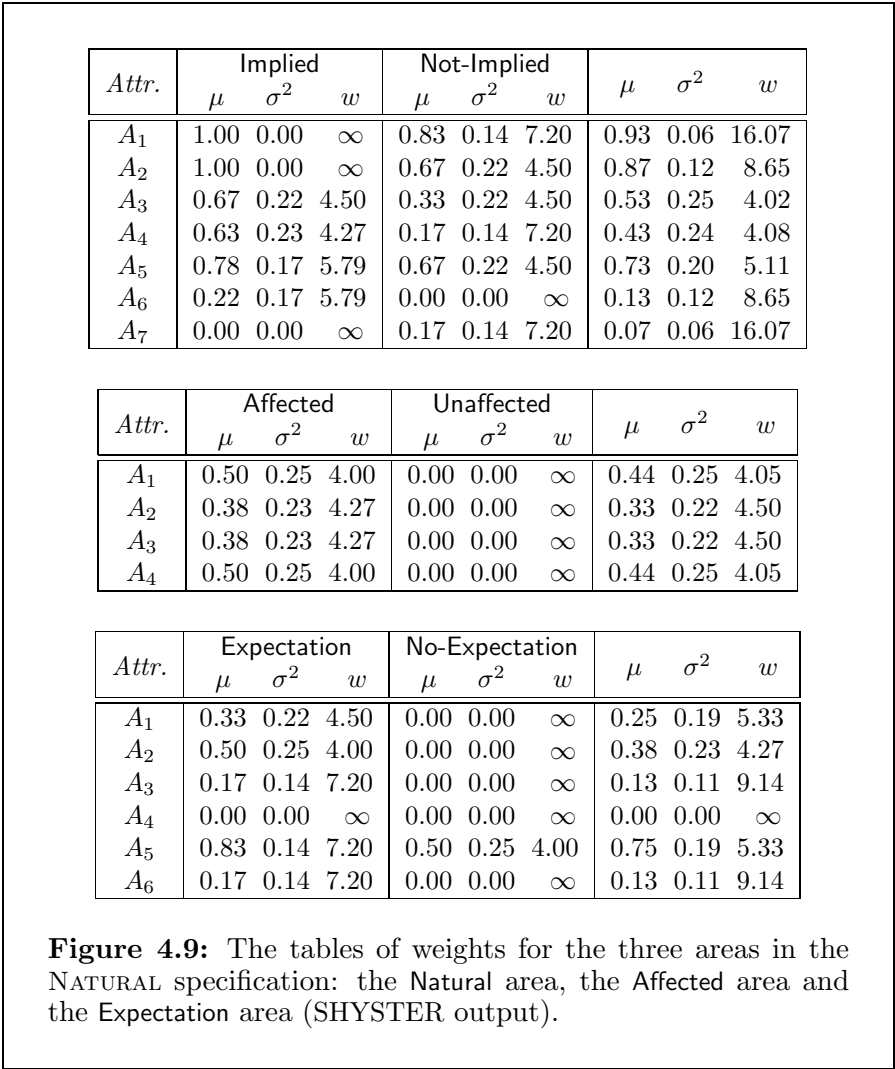 Attr. Implied Not-Implied μ σ² w
μ σ² w μ σ² w
A₁ 1.00 0.00 ∞ 0.83 0.14 7.20 0.93 0.06 16.07
A₂ 1.00 0.00 ∞ 0.67 0.22 4.50 0.87 0.12 8.65
A₃ 0.67 0.22 4.50 0.33 0.22 4.50 0.53 0.25 4.02
A₄ 0.63 0.23 4.27 0.17 0.14 7.20 0.43 0.24 4.08
A₅ 0.78 0.17 5.79 0.67 0.22 4.50 0.73 0.20 5.11
A₆ 0.22 0.17 5.79 0.00 0.00 ∞ 0.13 0.12 8.65
A₇ 0.00 0.00 ∞ 0.17 0.14 7.20 0.07 0.06 16.07
Attr. Affected Unaffected μ σ² w
μ σ² w μ σ² w
A₁ 0.50 0.25 4.00 0.00 0.00 ∞ 0.44 0.25 4.05
A₂ 0.38 0.23 4.27 0.00 0.00 ∞ 0.33 0.22 4.50
A₃ 0.38 0.23 4.27 0.00 0.00 ∞ 0.33 0.22 4.50
A₄ 0.50 0.25 4.00 0.00 0.00 ∞ 0.44 0.25 4.05
Attr. Expectation No-Expectation μ σ² w
μ σ² w μ σ² w
A₁ 0.33 0.22 4.50 0.00 0.00 ∞ 0.25 0.19 5.33
A₂ 0.50 0.25 4.00 0.00 0.00 ∞ 0.38 0.23 4.27
A₃ 0.17 0.14 7.20 0.00 0.00 ∞ 0.13 0.11 9.14
A₄ 0.00 0.00 ∞ 0.00 0.00 ∞ 0.00 0.00 ∞
A₅ 0.83 0.14 7.20 0.50 0.25 4.00 0.75 0.19 5.33
A₆ 0.17 0.14 7.20 0.00 0.00 ∞ 0.13 0.11 9.14
Figure 4.9: The tables of weights for the three areas in the
NATURAL specification: the Natural area, the Affected area and
the Expectation area (SHYSTER output).